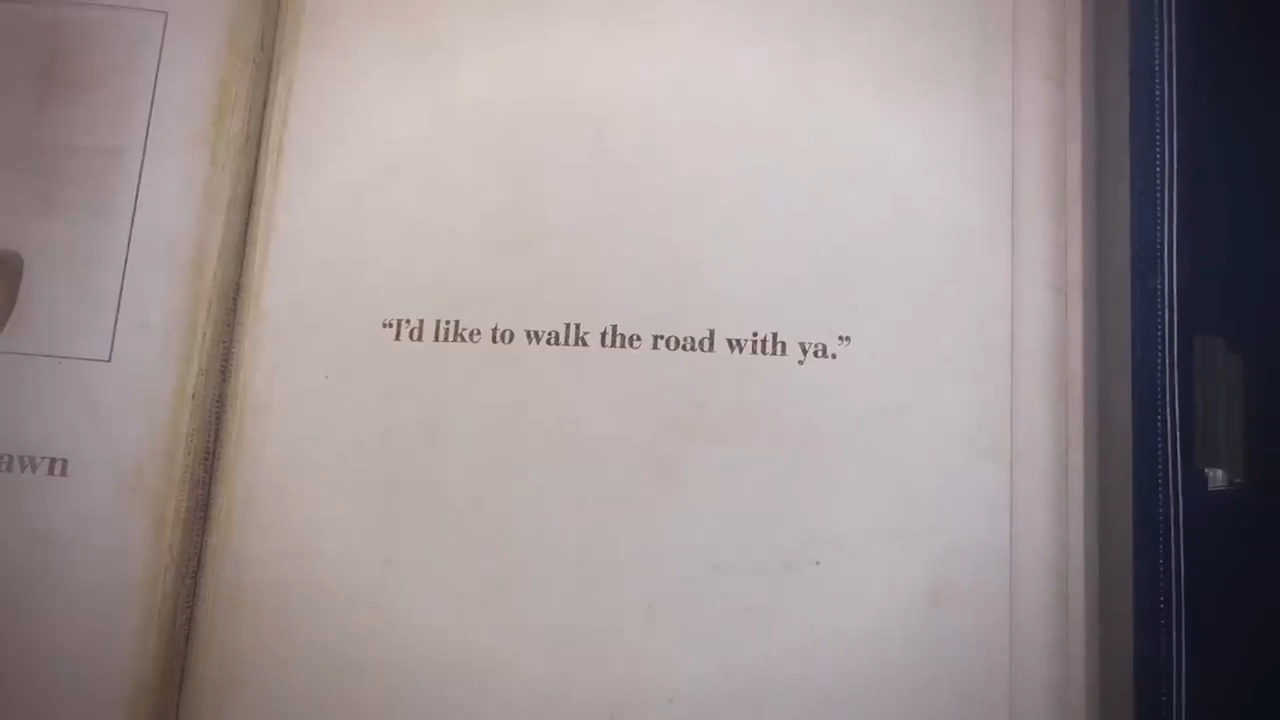 awn
“I’d like to walk the road with ya.”